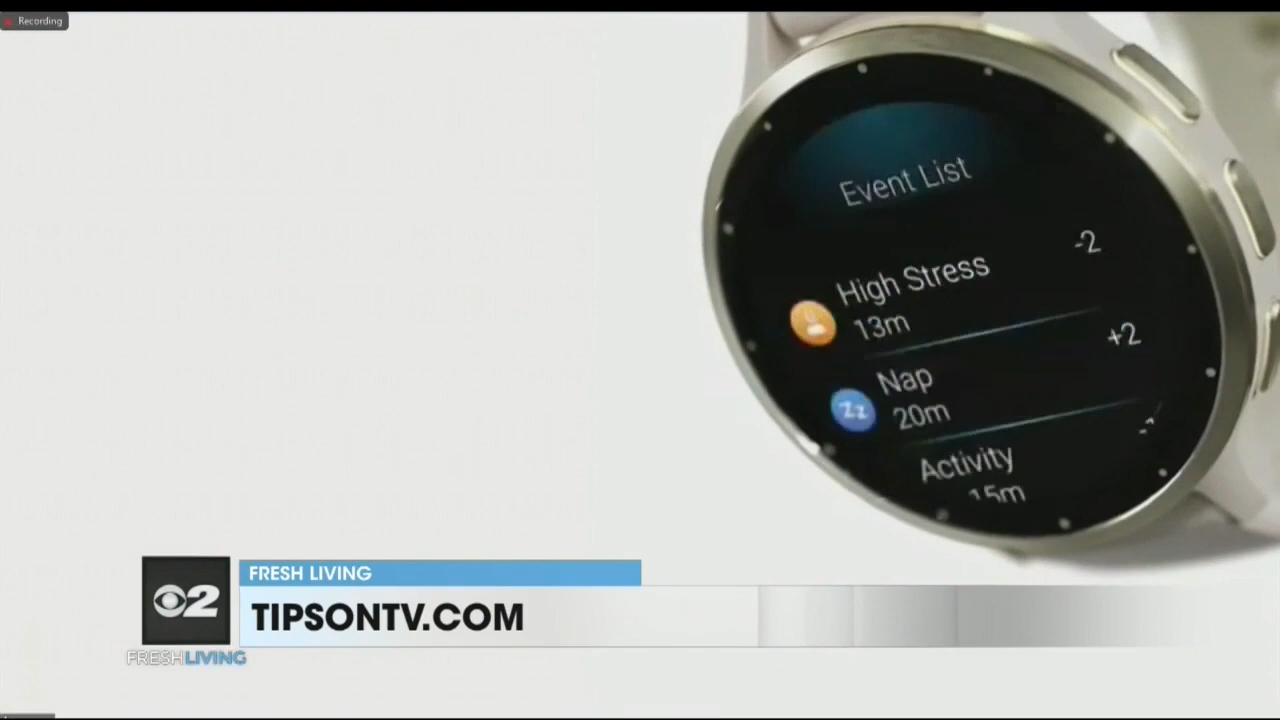 Recording
Event List
-2
High Stress
13m
+2
Nap
20m
Activity
15m
2
FRESH LIVING
TIPSONTV.COM
FRESHLIVING